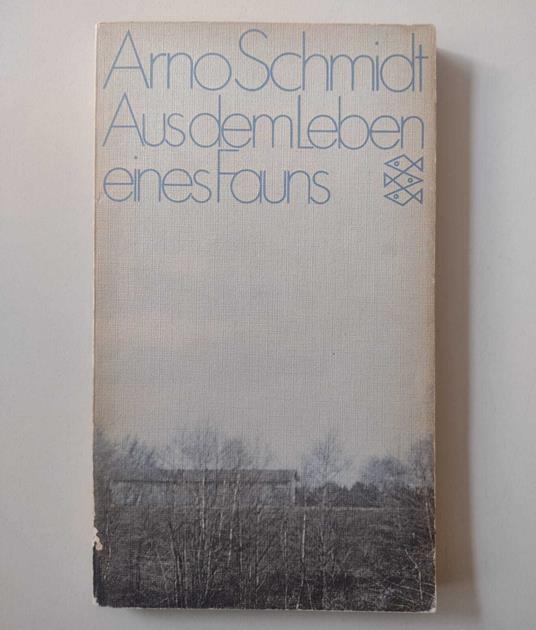 Arno Schmidt
Aus dem Leben
eines Fauns